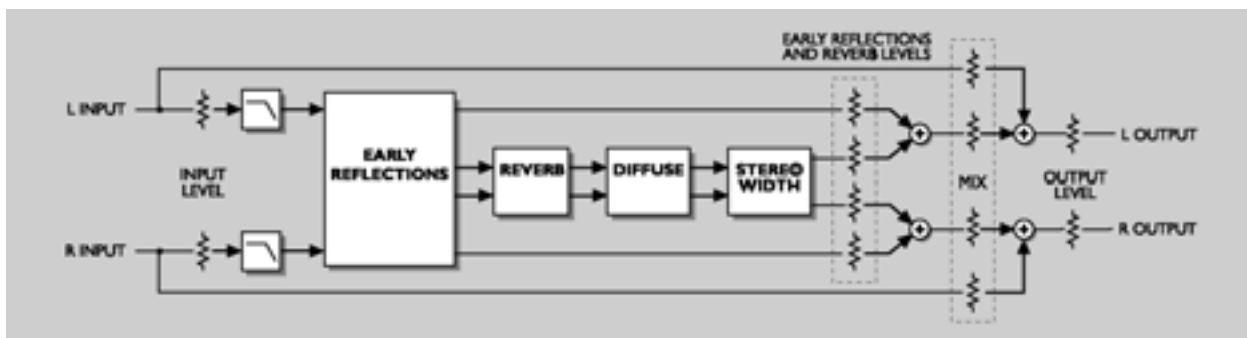 EARLY REFLECTIONS
AND REVERB LEVELS
L INPUT
EARLY
REFLECTIONS
L OUTPUT
INPUT
LEVEL
REVERB
DIFFUSE
STEREO
WIDTH
MIX
OUTPUT
LEVEL
R INPUT
R OUTPUT